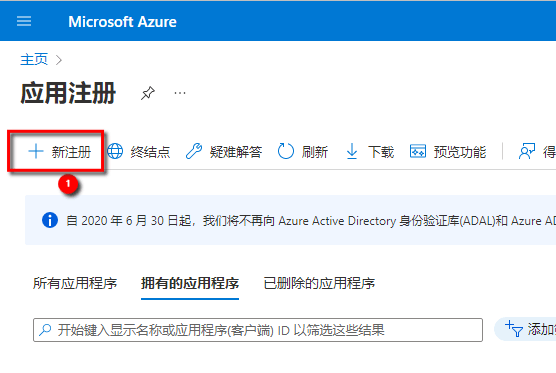 Microsoft Azure
主页
应用注册
新注册 终结点 疑难解答 刷新 下载 预览功能 得
1
自 2020 年 6 月 30 日起，我们将不再向 Azure Active Directory 身份验证库(ADAL)和 Azure AD
所有应用程序 拥有的应用程序 已删除的应用程序
开始键入显示名称或应用程序(客户端) ID 以筛选这些结果 添加